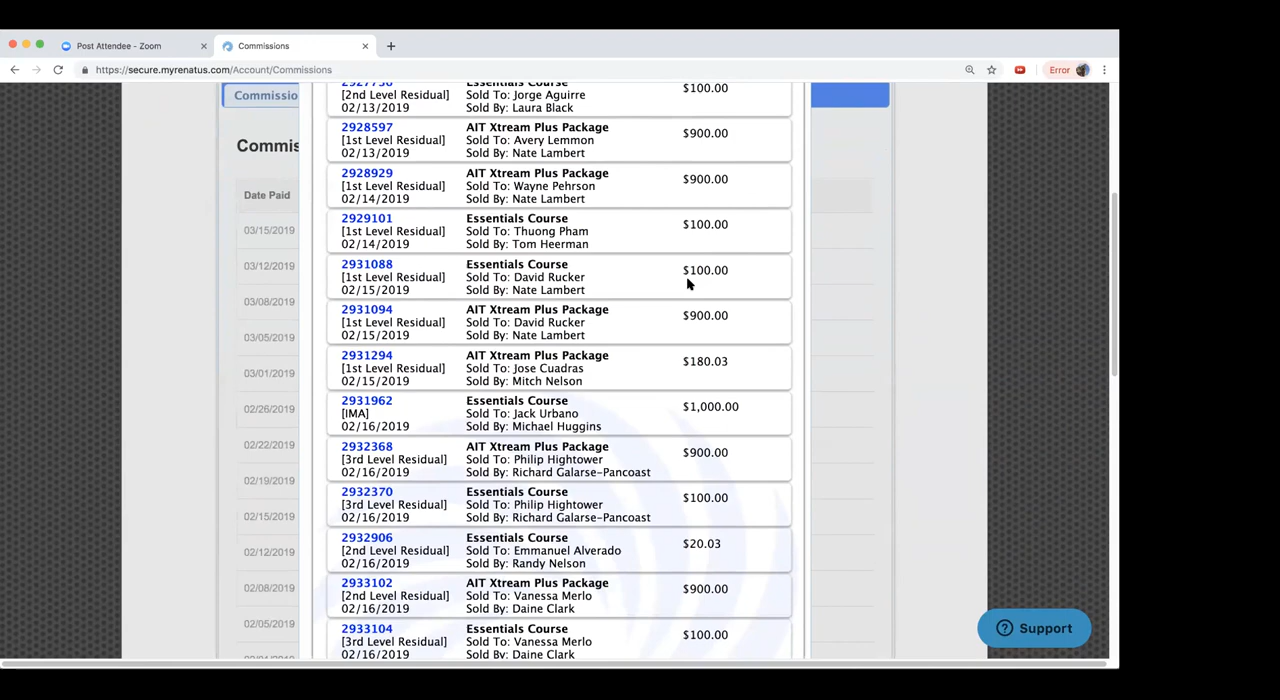 Post Attendee - Zoom
Commissions
https://secure.myrenatus.com/Account/Commissions
Error
Commissio
Commis
Date Paid
03/15/2019
03/12/2019
03/08/2019
03/05/2019
03/01/2019
02/26/2019
02/22/2019
02/19/2019
02/15/2019
02/12/2019
02/08/2019
02/05/2019
Essentials Course
[2nd Level Residual] Sold To: Jorge Aguirre $100.00
02/13/2019 Sold By: Laura Black
2928597 AIT Xtream Plus Package
[1st Level Residual] Sold To: Avery Lemmon $900.00
02/13/2019 Sold By: Nate Lambert
2928929 AIT Xtream Plus Package
[1st Level Residual] Sold To: Wayne Pehrson $900.00
02/14/2019 Sold By: Nate Lambert
2929101 Essentials Course
[1st Level Residual] Sold To: Thuong Pham $100.00
02/14/2019 Sold By: Tom Heerman
2931088 Essentials Course
[1st Level Residual] Sold To: David Rucker $100.00
02/15/2019 Sold By: Nate Lambert
2931094 AIT Xtream Plus Package
[1st Level Residual] Sold To: David Rucker $900.00
02/15/2019 Sold By: Nate Lambert
2931294 AIT Xtream Plus Package
[1st Level Residual] Sold To: Jose Cuadras $180.03
02/15/2019 Sold By: Mitch Nelson
2931962 Essentials Course
[IMA] Sold To: Jack Urbano $1,000.00
02/16/2019 Sold By: Michael Huggins
2932368 AIT Xtream Plus Package
[3rd Level Residual] Sold To: Philip Hightower $900.00
02/16/2019 Sold By: Richard Galarse-Pancoast
2932370 Essentials Course
[3rd Level Residual] Sold To: Philip Hightower $100.00
02/16/2019 Sold By: Richard Galarse-Pancoast
2932906 Essentials Course
[2nd Level Residual] Sold To: Emmanuel Alverado $20.03
02/16/2019 Sold By: Randy Nelson
2933102 AIT Xtream Plus Package
[2nd Level Residual] Sold To: Vanessa Merlo $900.00
02/16/2019 Sold By: Daine Clark
2933104 Essentials Course
[3rd Level Residual] Sold To: Vanessa Merlo $100.00
02/16/2019 Sold By: Daine Clark
Support